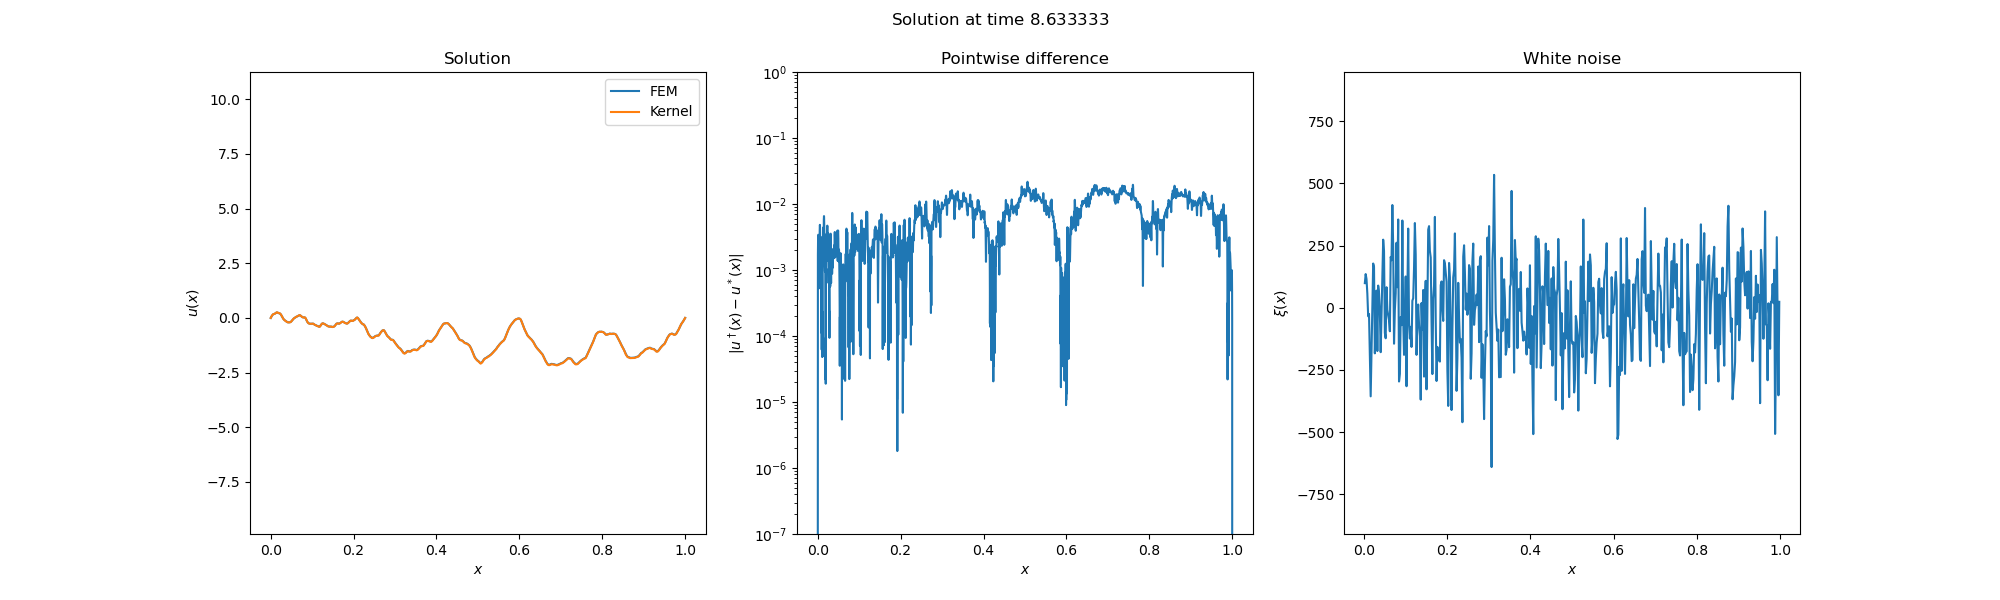 Solution at time 8.633333
Solution
10.0
7.5
5.0
2.5
0.0
−2.5
−5.0
−7.5
u(x)
0.0 0.2 0.4 0.6 0.8 1.0
x
FEM
Kernel
Pointwise difference
10⁰
10⁻¹
10⁻²
10⁻³
10⁻⁴
10⁻⁵
10⁻⁶
10⁻⁷
|u†(x) − u*(x)|
0.0 0.2 0.4 0.6 0.8 1.0
x
White noise
750
500
250
0
−250
−500
−750
ξ(x)
0.0 0.2 0.4 0.6 0.8 1.0
x